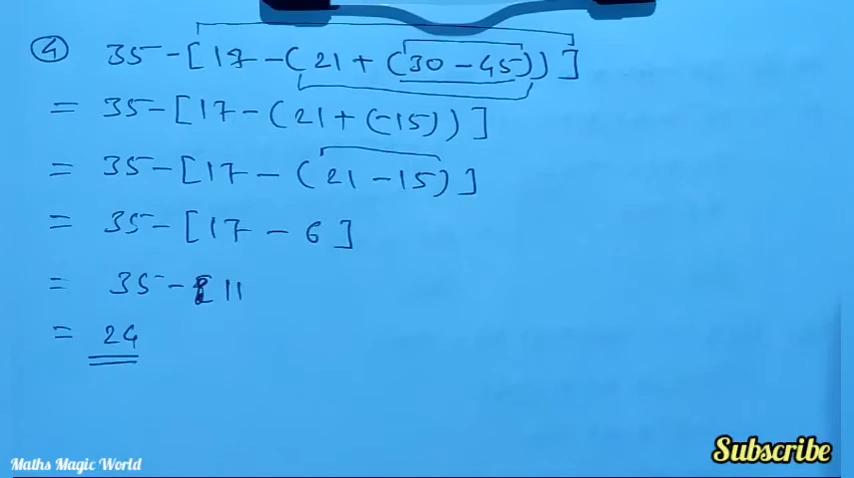 ④ 35 - [17 - (21 + (30 - 45))]
= 35 - [17 - (21 + (-15))]
= 35 - [17 - (21 - 15)]
= 35 - [17 - 6]
= 35 - 11
= 24
Subscribe
Maths Magic World